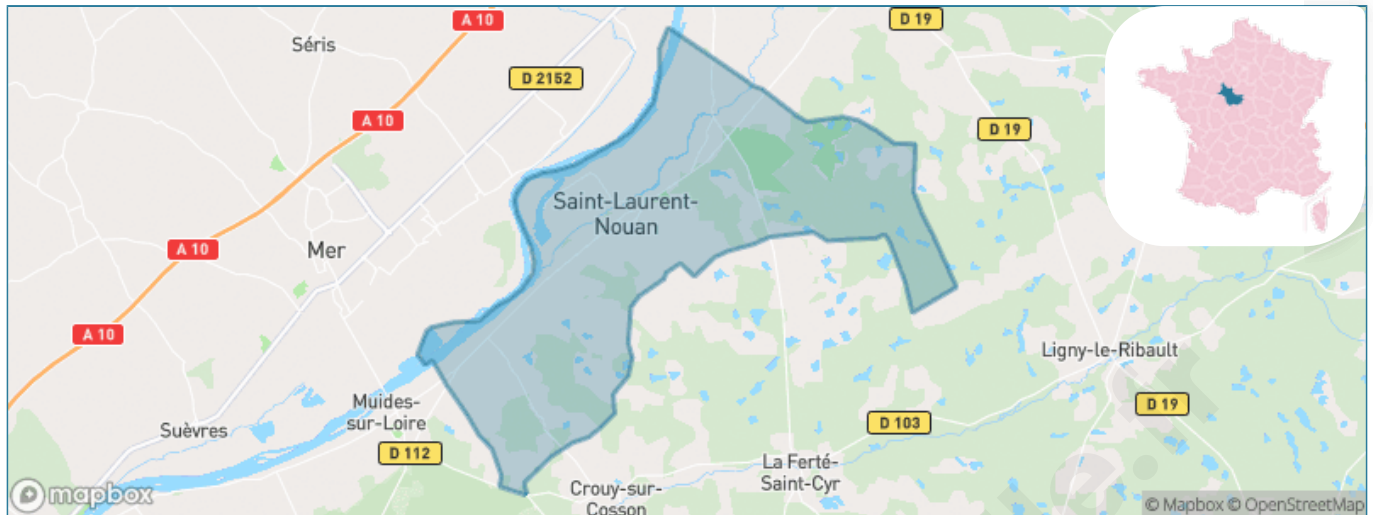 A 10
D 19
Séris
D 2152
A 10
D 19
Saint-Laurent-
Nouan
A 10
Mer
A 10
Ligny-le-Ribault
Muides-
sur-Loire
D 19
Suèvres
D 103
D 112
La Ferté-
Saint-Cyr
Crouy-sur-
Cosson
mapbox
© Mapbox © OpenStreetMap